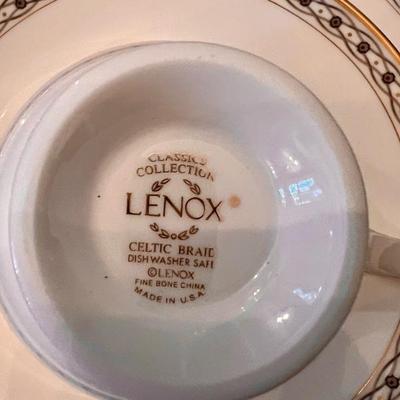 CLASSICS
COLLECTION
LENOX
CELTIC BRAID
DISHWASHER SAFE
©LENOX
FINE BONE CHINA
MADE IN U.S.A.